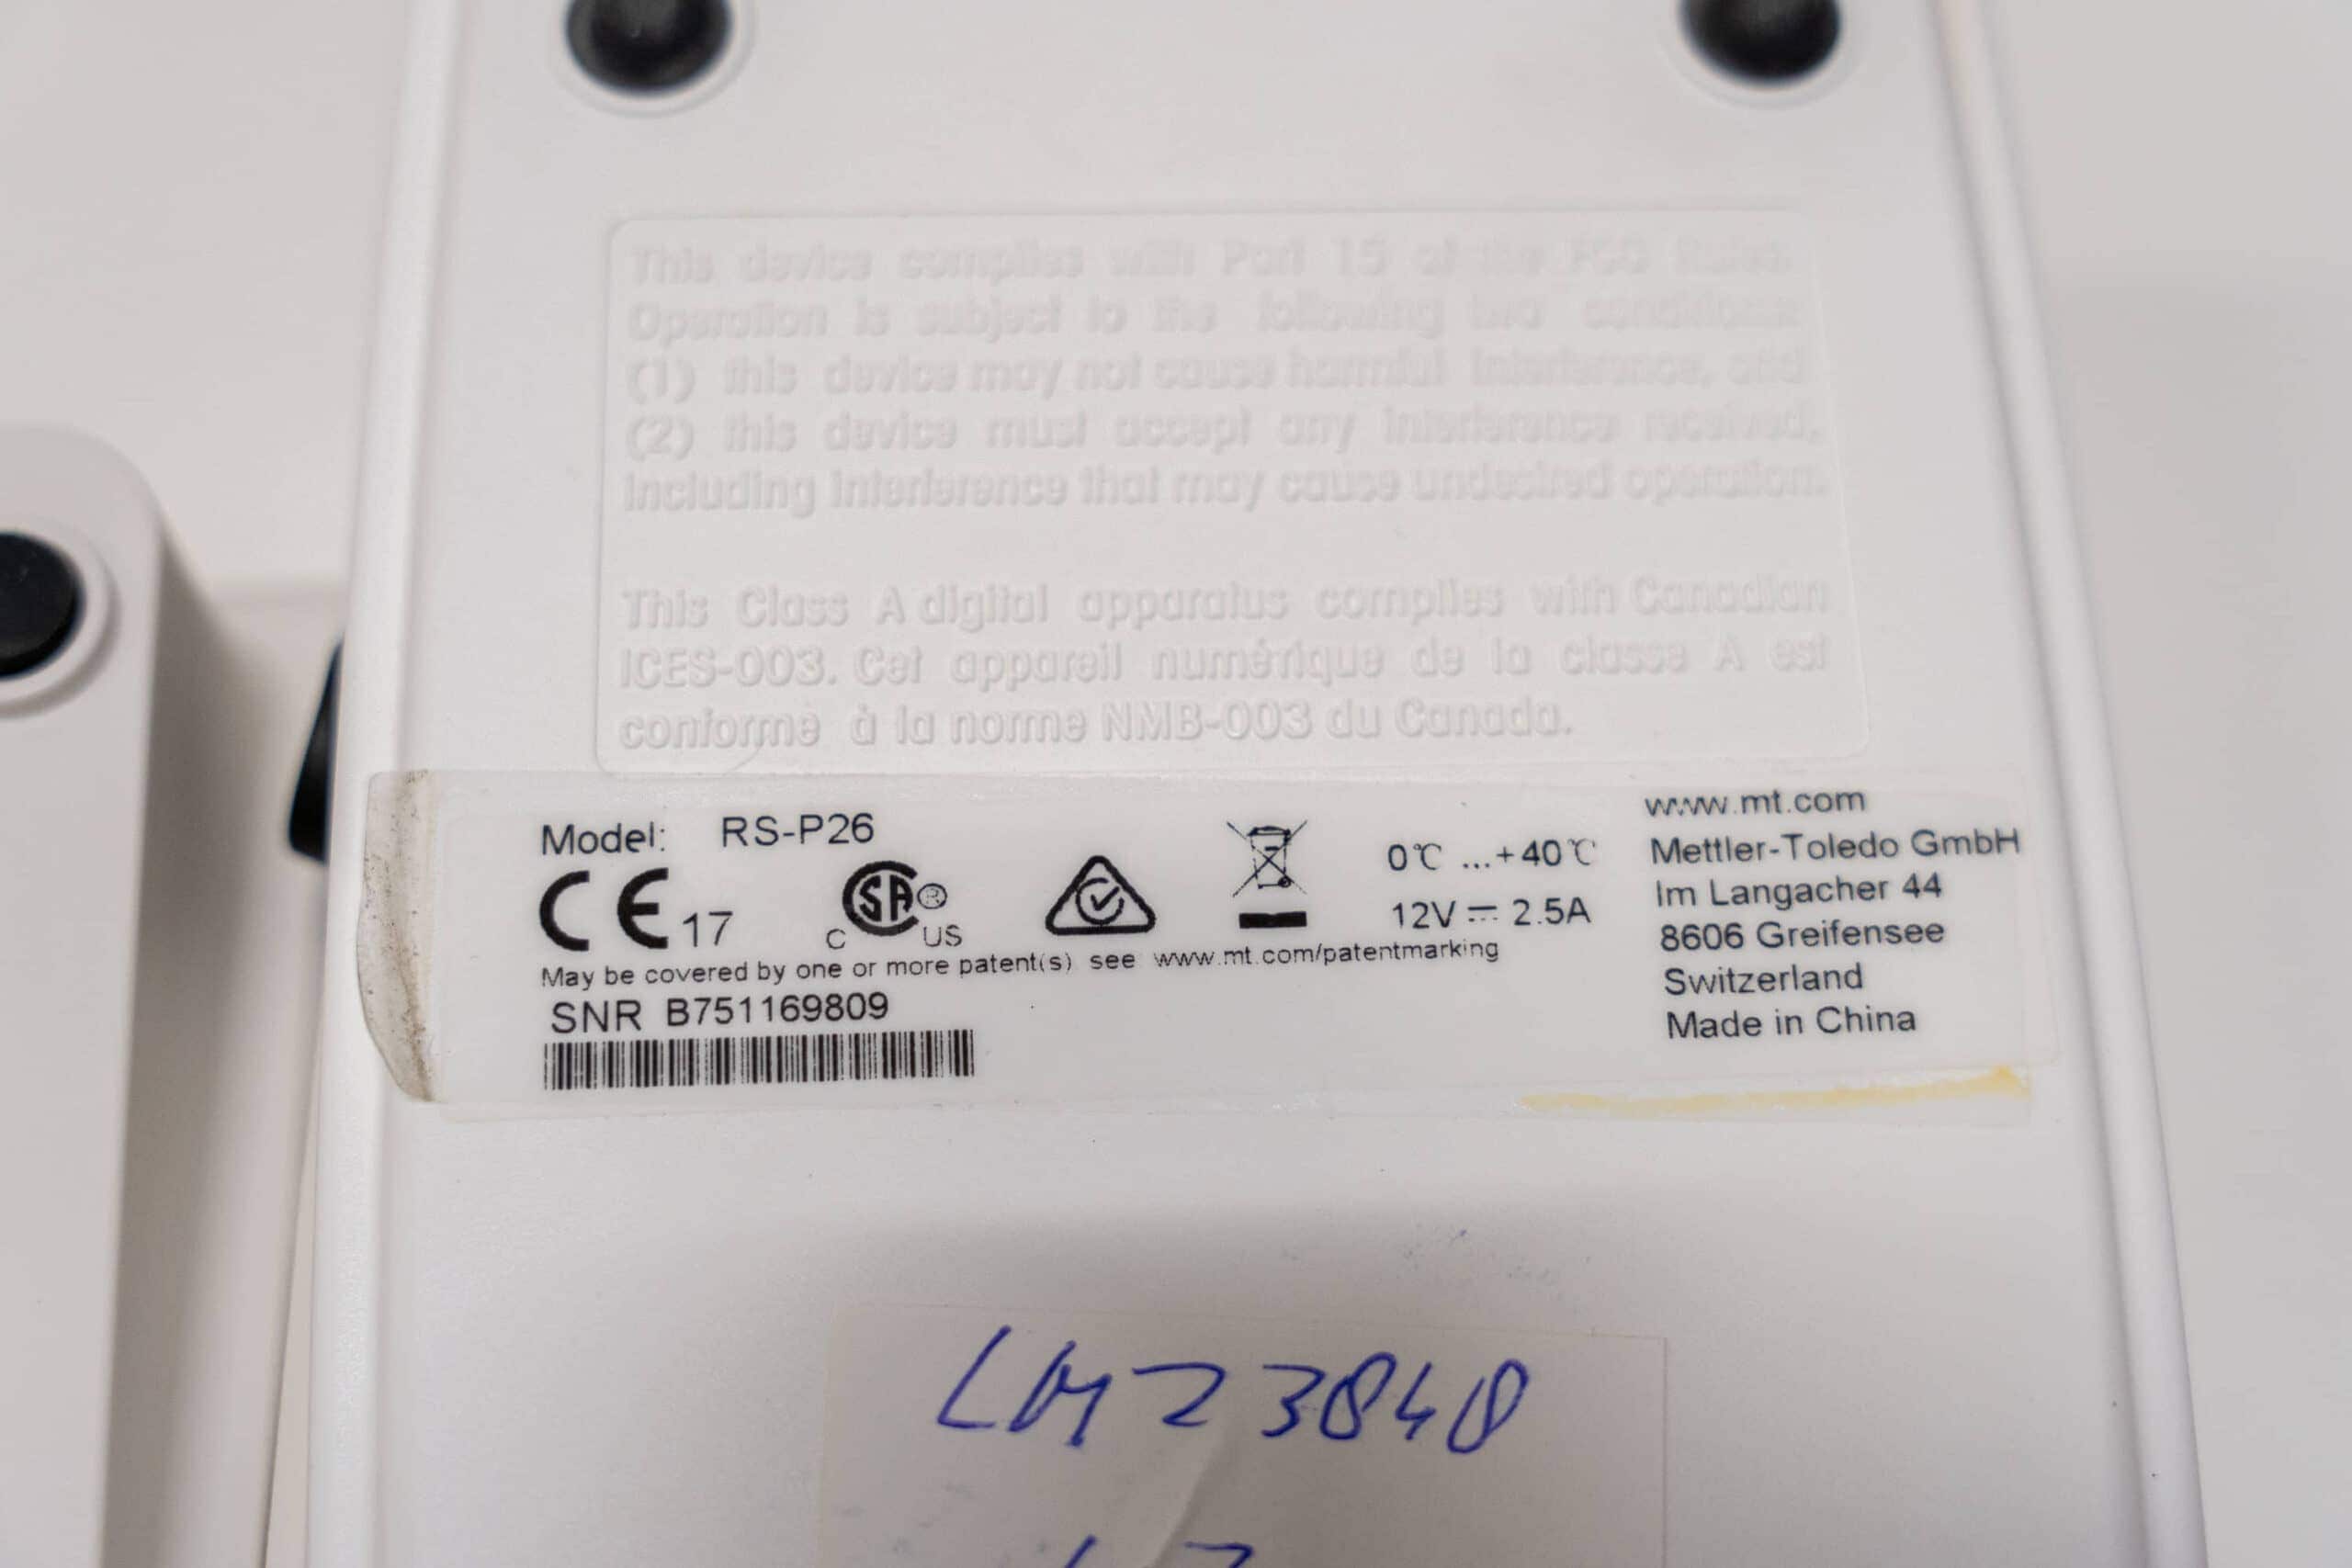 This device complies with Part 15 of the FCC Rules.
Operation is subject to the following two conditions:
(1) this device may not cause harmful interference, and
(2) this device must accept any interference received,
including interference that may cause undesired operation.
This Class A digital apparatus complies with Canadian
ICES-003. Cet appareil numérique de la classe A est
conforme à la norme NMB-003 du Canada.
Model: RS-P26
CE 17
C SA ® US
0℃ ...+40℃
12V ⎓ 2.5A
May be covered by one or more patent(s) see www.mt.com/patentmarking
SNR B751169809
www.mt.com
Mettler-Toledo GmbH
Im Langacher 44
8606 Greifensee
Switzerland
Made in China
LM23848